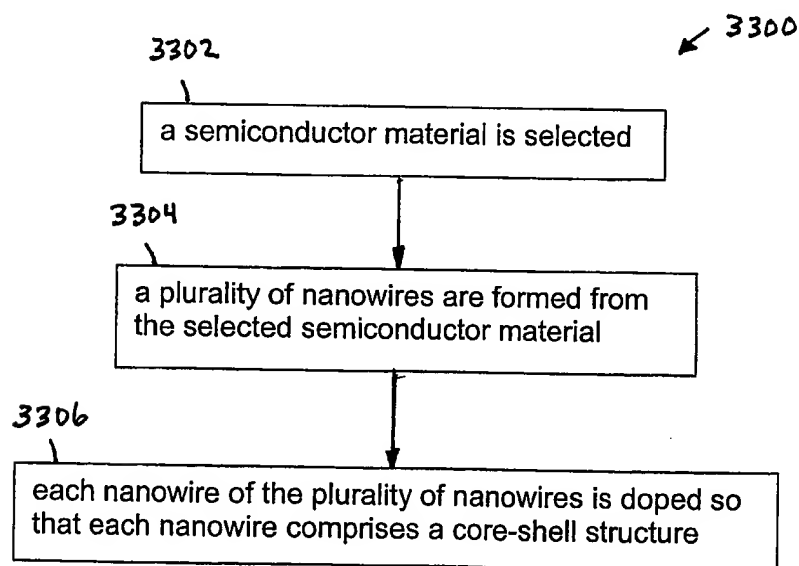 3300
3302
a semiconductor material is selected
3304
a plurality of nanowires are formed from
the selected semiconductor material
3306
each nanowire of the plurality of nanowires is doped so
that each nanowire comprises a core-shell structure